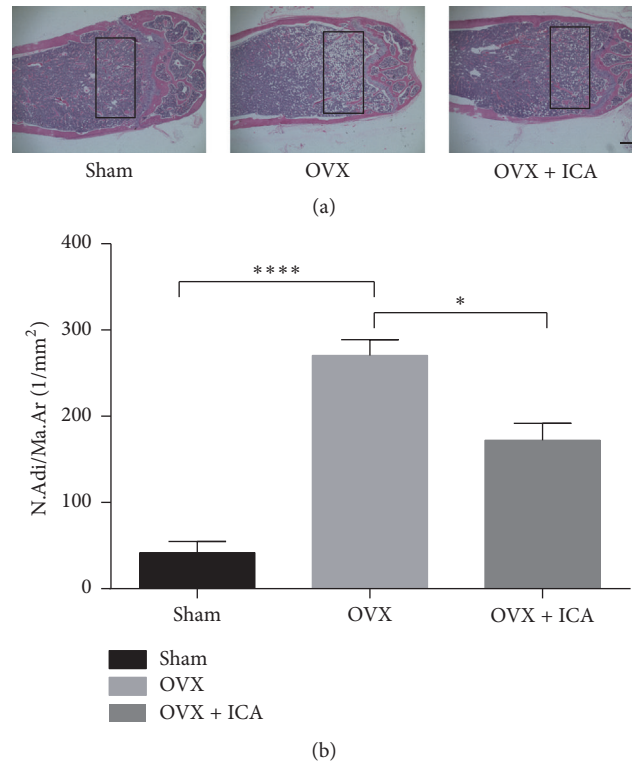 Sham OVX OVX + ICA
(a)
400
300
200
100
0
N.Adi/Ma.Ar (1/mm²)
****
*
Sham OVX OVX + ICA
Sham
OVX
OVX + ICA
(b)